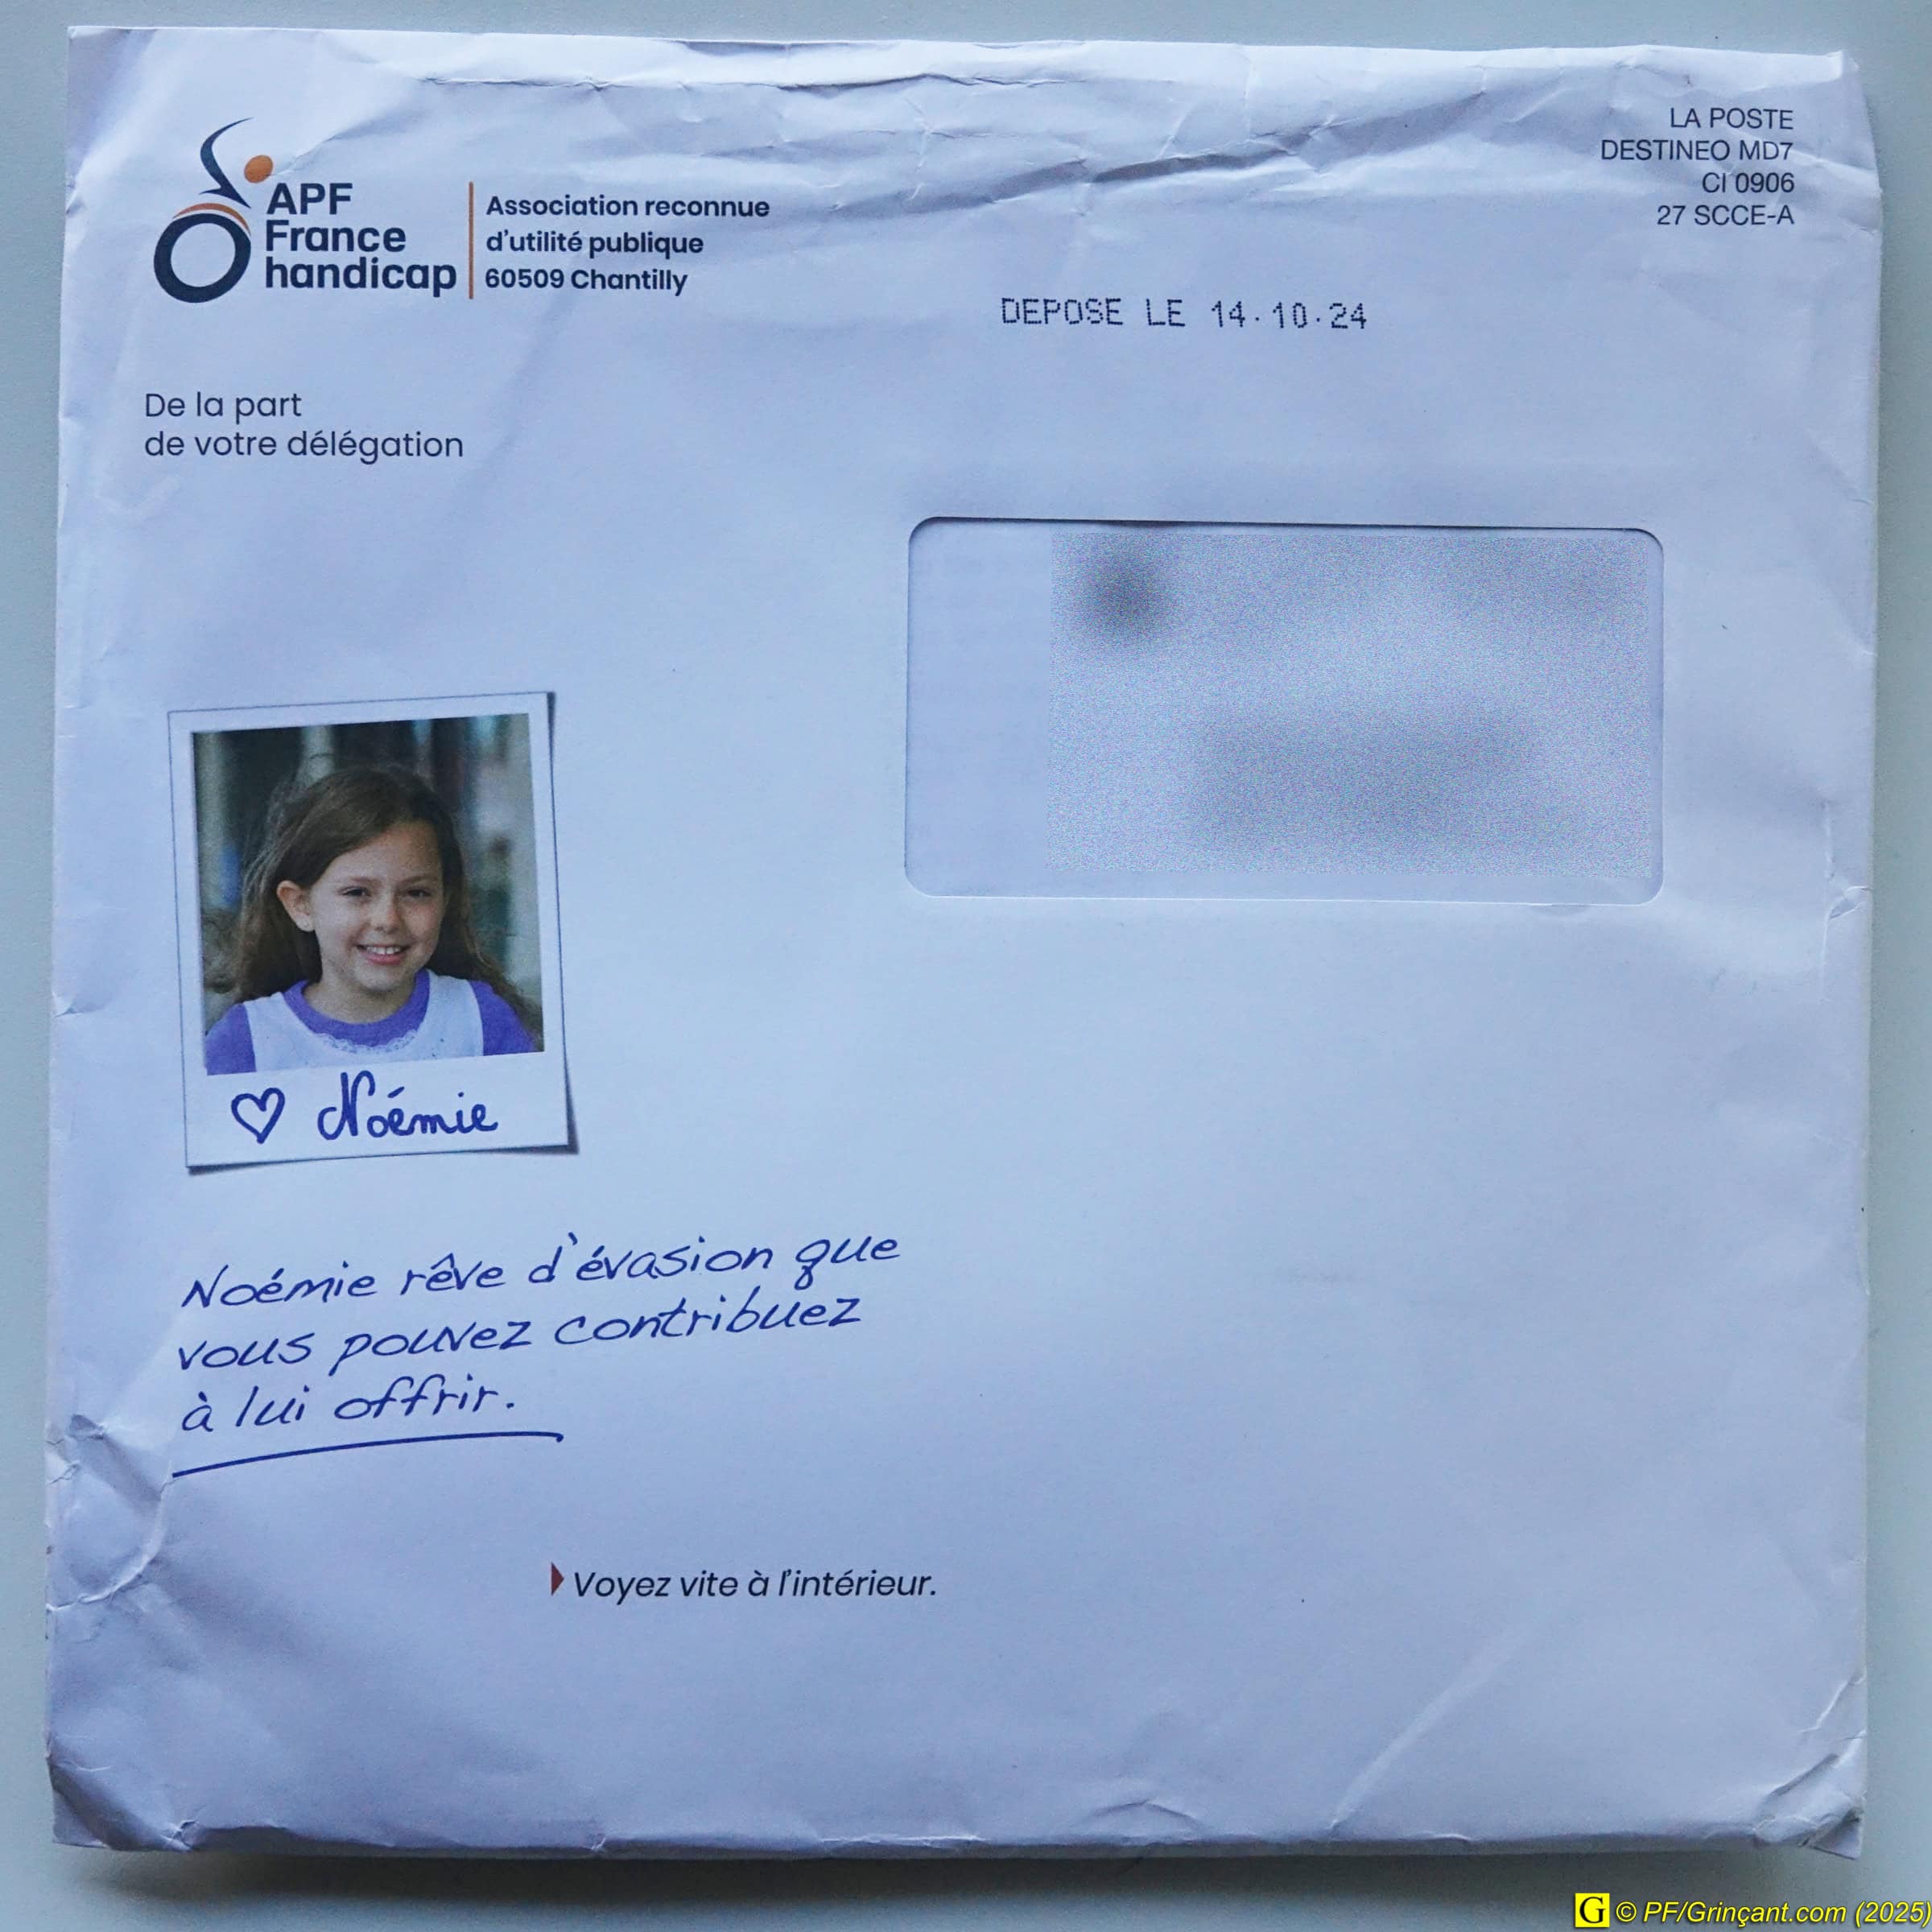 APF
France
handicap
Association reconnue
d'utilité publique
60509 Chantilly
LA POSTE
DESTINEO MD7
CI 0906
27 SCCE-A
DEPOSE LE 14.10.24
De la part
de votre délégation
Noémie
Noémie rêve d'évasion que
vous pouvez contribuez
à lui offrir.
Voyez vite à l'intérieur.
G © PF/Grinçant.com (2025)